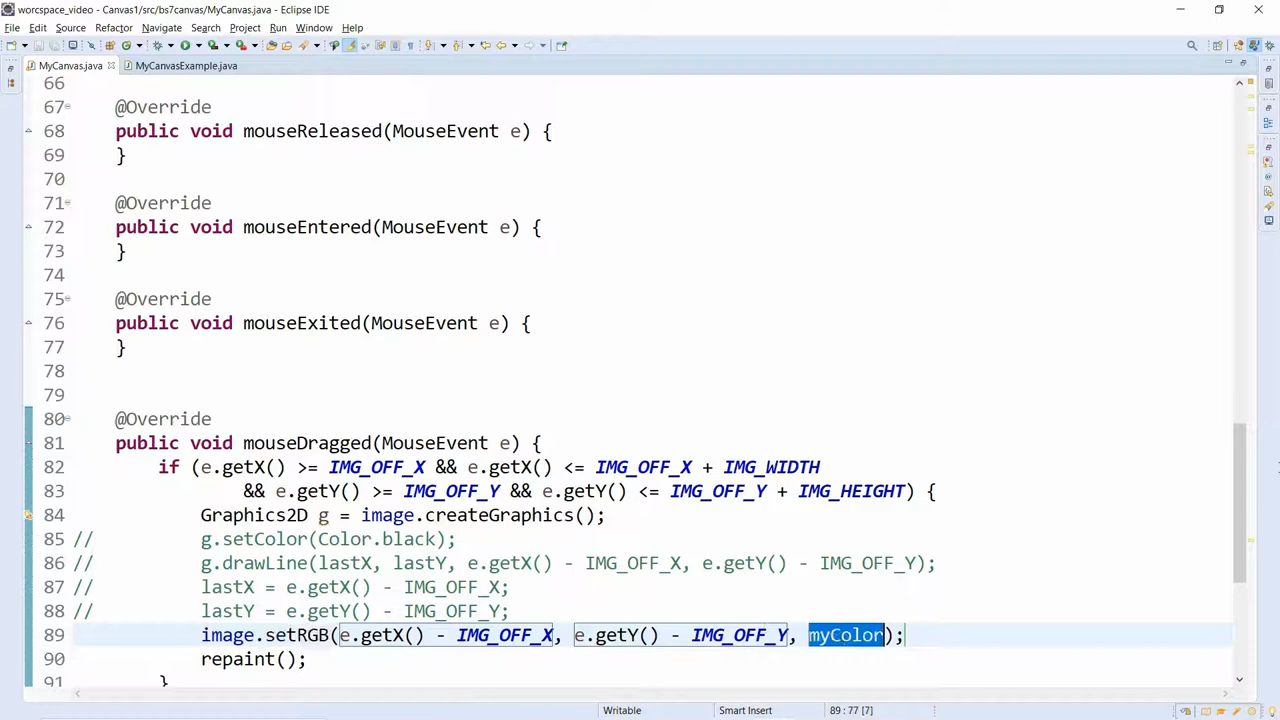 worcspace_video - Canvas1/src/bs7canvas/MyCanvas.java - Eclipse IDE
File Edit Source Refactor Navigate Search Project Run Window Help
MyCanvas.java MyCanvasExample.java
66
67 @Override
68 public void mouseReleased(MouseEvent e) {
69 }
70
71 @Override
72 public void mouseEntered(MouseEvent e) {
73 }
74
75 @Override
76 public void mouseExited(MouseEvent e) {
77 }
78
79
80 @Override
81 public void mouseDragged(MouseEvent e) {
82 if (e.getX() >= IMG_OFF_X && e.getX() <= IMG_OFF_X + IMG_WIDTH
83 && e.getY() >= IMG_OFF_Y && e.getY() <= IMG_OFF_Y + IMG_HEIGHT) {
84 Graphics2D g = image.createGraphics();
85 // g.setColor(Color.black);
86 // g.drawLine(lastX, lastY, e.getX() - IMG_OFF_X, e.getY() - IMG_OFF_Y);
87 // lastX = e.getX() - IMG_OFF_X;
88 // lastY = e.getY() - IMG_OFF_Y;
89 image.setRGB(e.getX() - IMG_OFF_X, e.getY() - IMG_OFF_Y, myColor);
90 repaint();
91 }
Writable Smart Insert 89 : 77 [7]